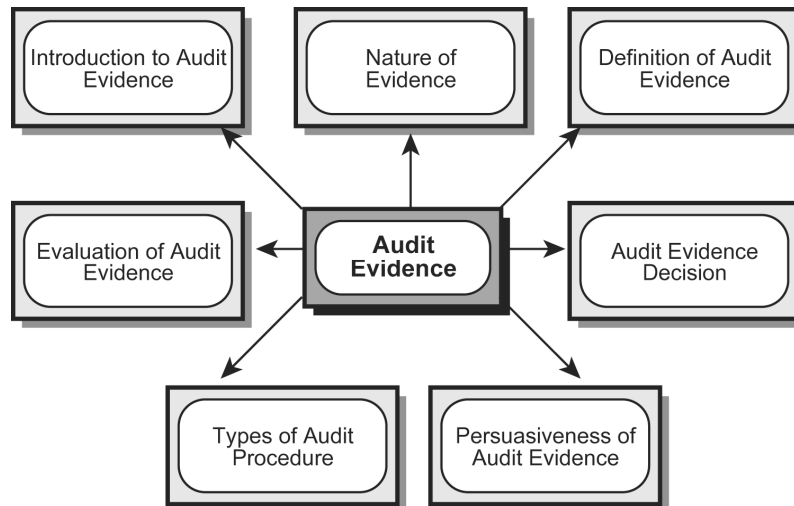 Introduction to Audit
Evidence
Nature of
Evidence
Definition of Audit
Evidence
Evaluation of Audit
Evidence
Audit
Evidence
Audit Evidence
Decision
Types of Audit
Procedure
Persuasiveness of
Audit Evidence